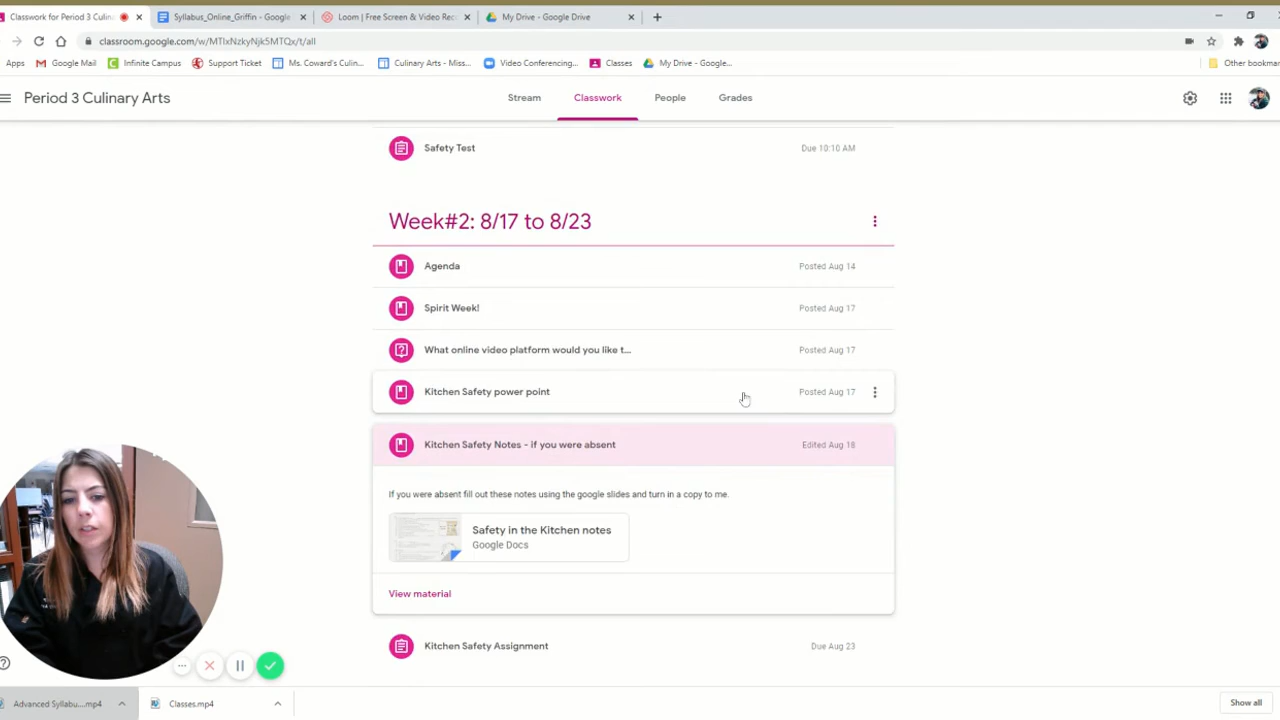 Classwork for Period 3 Culina
Syllabus_Online_Griffin - Google
Loom | Free Screen & Video Rec
My Drive - Google Drive
classroom.google.com/w/MTIxNzkyNjk5MTQx/t/all
Apps
Google Mail
Infinite Campus
Support Ticket
Ms. Coward's Culin...
Culinary Arts - Miss...
Video Conferencing...
Classes
My Drive - Google...
Other bookmar
Period 3 Culinary Arts
Stream
Classwork
People
Grades
Safety Test
Due 10:10 AM
Week#2: 8/17 to 8/23
Agenda
Posted Aug 14
Spirit Week!
Posted Aug 17
What online video platform would you like t...
Posted Aug 17
Kitchen Safety power point
Posted Aug 17
Kitchen Safety Notes - if you were absent
Edited Aug 18
If you were absent fill out these notes using the google slides and turn in a copy to me.
Safety in the Kitchen notes
Google Docs
View material
Kitchen Safety Assignment
Due Aug 23
Advanced Syllabu....mp4
Classes.mp4
Show all